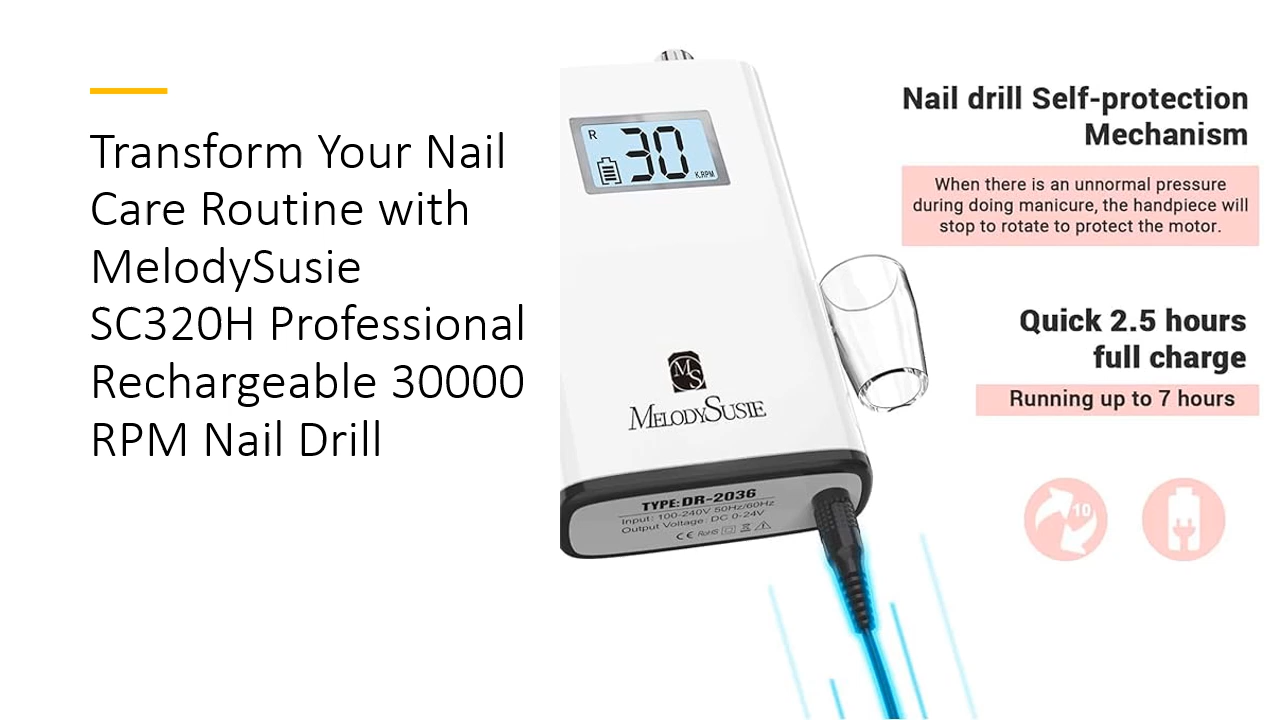 Transform Your Nail
Care Routine with
MelodySusie
SC320H Professional
Rechargeable 30000
RPM Nail Drill
R
30
K.RPM
MS
MELODYSUSIE
TYPE:DR-2036
Input: 100-240V 50Hz/60Hz
Output Voltage: DC 0-24V
CE RoHS
Nail drill Self-protection
Mechanism
When there is an unnormal pressure
during doing manicure, the handpiece will
stop to rotate to protect the motor.
Quick 2.5 hours
full charge
Running up to 7 hours
10